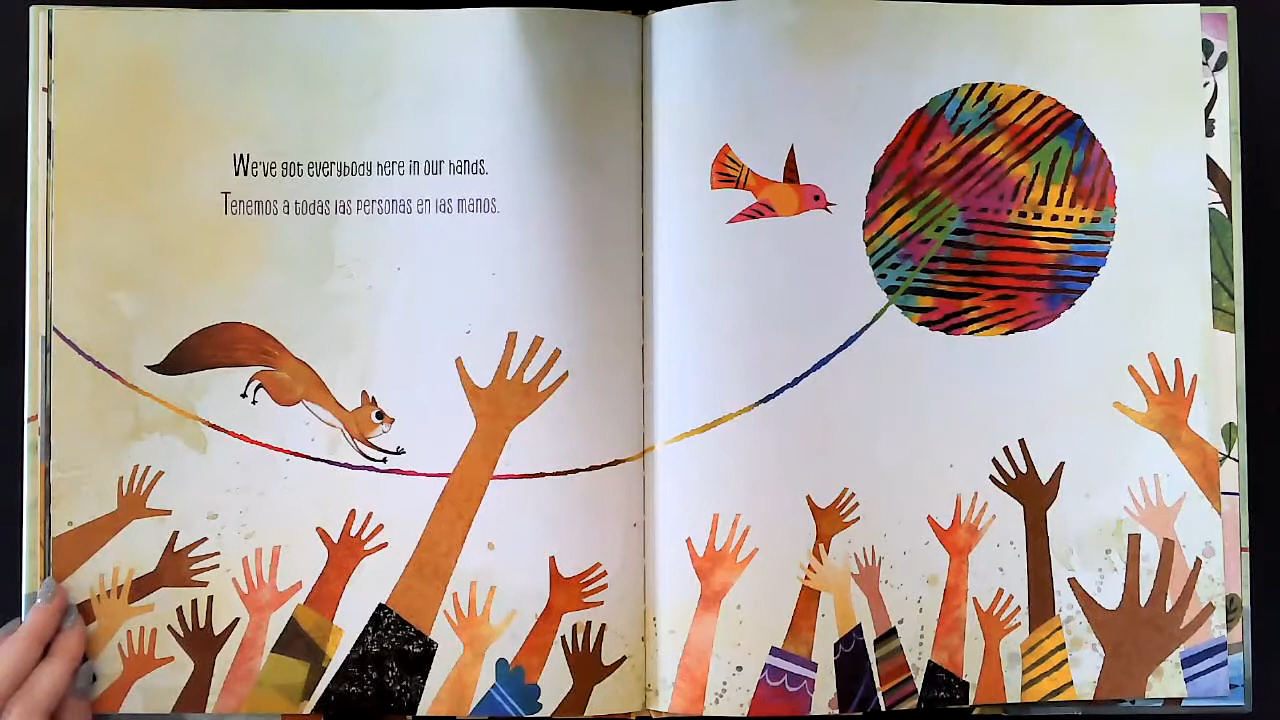 We've got everybody here in our hands.
Tenemos a todas las personas en las manos.